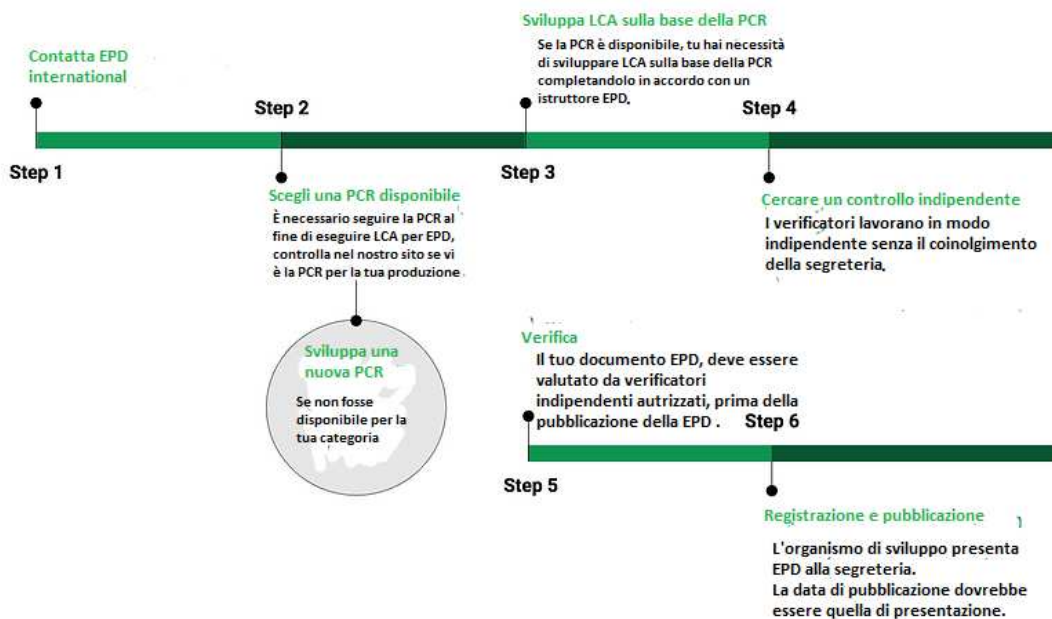 Contatta EPD
international
Step 1
Step 2
Scegli una PCR disponibile
È necessario seguire la PCR al
fine di eseguire LCA per EPD,
controlla nel nostro sito se vi
è la PCR per la tua produzione
Sviluppa una
nuova PCR
Se non fosse
disponibile per la
tua categoria
Sviluppa LCA sulla base della PCR
Se la PCR è disponibile, tu hai necessità
di sviluppare LCA sulla base della PCR
completandolo in accordo con un
istruttore EPD.
Step 3
Step 4
Cercare un controllo indipendente
I verificatori lavorano in modo
indipendente senza il coinolgimento
della segreteria.
Verifica
Il tuo documento EPD, deve essere
valutato da verificatori
indipendenti autrizzati, prima della
pubblicazione della EPD .
Step 5
Step 6
Registrazione e pubblicazione
L'organismo di sviluppo presenta
EPD alla segreteria.
La data di pubblicazione dovrebbe
essere quella di presentazione.